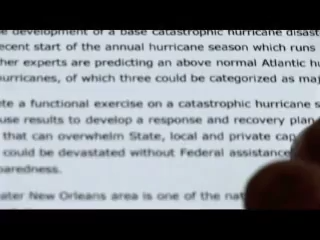 e development of a base catastrophic hurricane disast
ecent start of the annual hurricane season which runs
her experts are predicting an above normal Atlantic hu
hurricanes, of which three could be categorized as maj
te a functional exercise on a catastrophic hurricane s
use results to develop a response and recovery plan
that can overwhelm State, local and private cap
could be devastated without Federal assistance
paredness.
ater New Orleans area is one of the nat